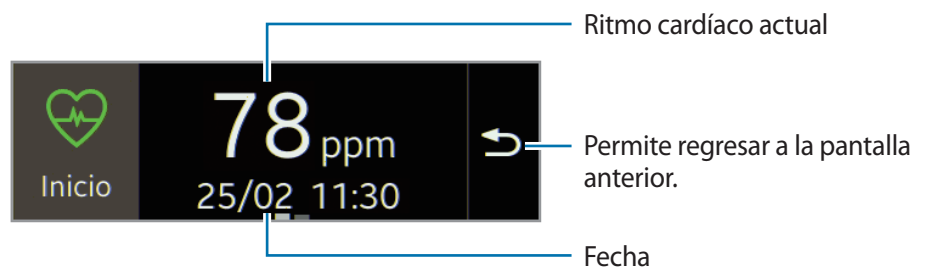 Ritmo cardíaco actual
78 ppm
Inicio
25/02 11:30
Permite regresar a la pantalla
anterior.
Fecha